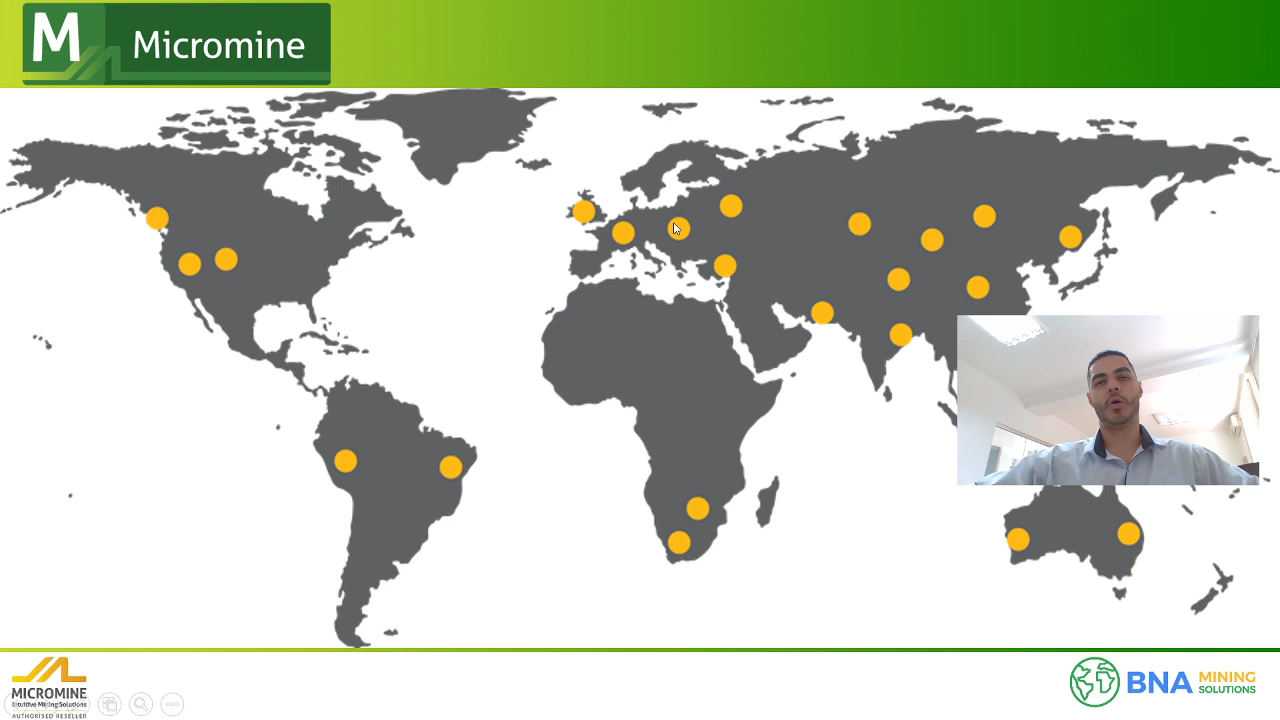 M Micromine
MICROMINE
Intuitive Mining Solutions
AUTHORISED RESELLER
BNA MINING
SOLUTIONS